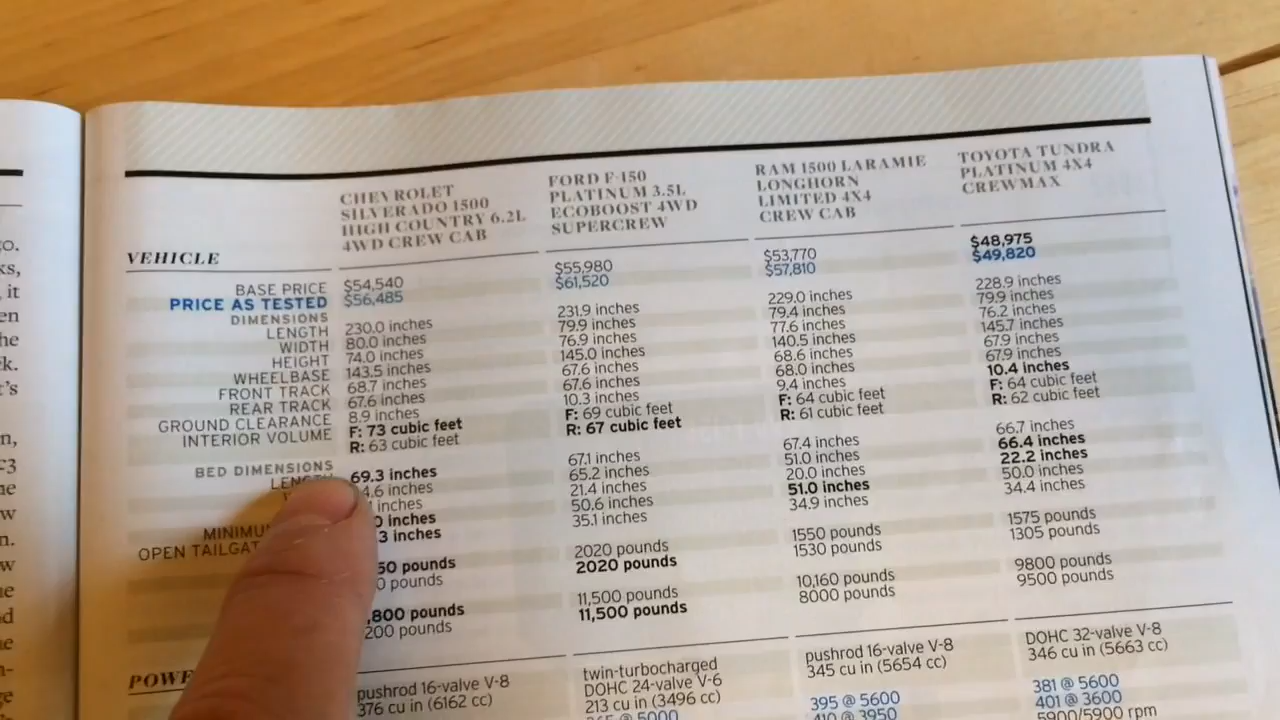 CHEVROLET
SILVERADO 1500
HIGH COUNTRY 6.2L
4WD CREW CAB
FORD F-150
PLATINUM 3.5L
ECOBOOST 4WD
SUPERCREW
RAM 1500 LARAMIE
LONGHORN
LIMITED 4X4
CREW CAB
TOYOTA TUNDRA
PLATINUM 4X4
CREWMAX
VEHICLE
BASE PRICE $54,540 $55,980 $53,770 $48,975
PRICE AS TESTED $56,485 $61,520 $57,810 $49,820
DIMENSIONS
LENGTH 230.0 inches 231.9 inches 229.0 inches 228.9 inches
WIDTH 80.0 inches 79.9 inches 79.4 inches 79.9 inches
HEIGHT 74.0 inches 76.9 inches 77.6 inches 76.2 inches
WHEELBASE 143.5 inches 145.0 inches 140.5 inches 145.7 inches
FRONT TRACK 68.7 inches 67.6 inches 68.6 inches 67.9 inches
REAR TRACK 67.6 inches 67.6 inches 68.0 inches 67.9 inches
GROUND CLEARANCE 8.9 inches 10.3 inches 9.4 inches 10.4 inches
INTERIOR VOLUME F: 73 cubic feet F: 69 cubic feet F: 64 cubic feet F: 64 cubic feet
R: 63 cubic feet R: 67 cubic feet R: 61 cubic feet R: 62 cubic feet
BED DIMENSIONS
LENGTH 69.3 inches 67.1 inches 67.4 inches 66.7 inches
4.6 inches 65.2 inches 51.0 inches 66.4 inches
inches 21.4 inches 20.0 inches 22.2 inches
0 inches 50.6 inches 51.0 inches 50.0 inches
OPEN 3 inches 35.1 inches 34.9 inches 34.4 inches
50 pounds 2020 pounds 1550 pounds 1575 pounds
0 pounds 2020 pounds 1530 pounds 1305 pounds
,800 pounds 11,500 pounds 10,160 pounds 9800 pounds
200 pounds 11,500 pounds 8000 pounds 9500 pounds
pushrod 16-valve V-8
376 cu in (6162 cc)
twin-turbocharged
DOHC 24-valve V-6
213 cu in (3496 cc)
pushrod 16-valve V-8
345 cu in (5654 cc)
395 @ 5600
410 @ 3950
DOHC 32-valve V-8
346 cu in (5663 cc)
381 @ 5600
401 @ 3600
5900/5900 rpm